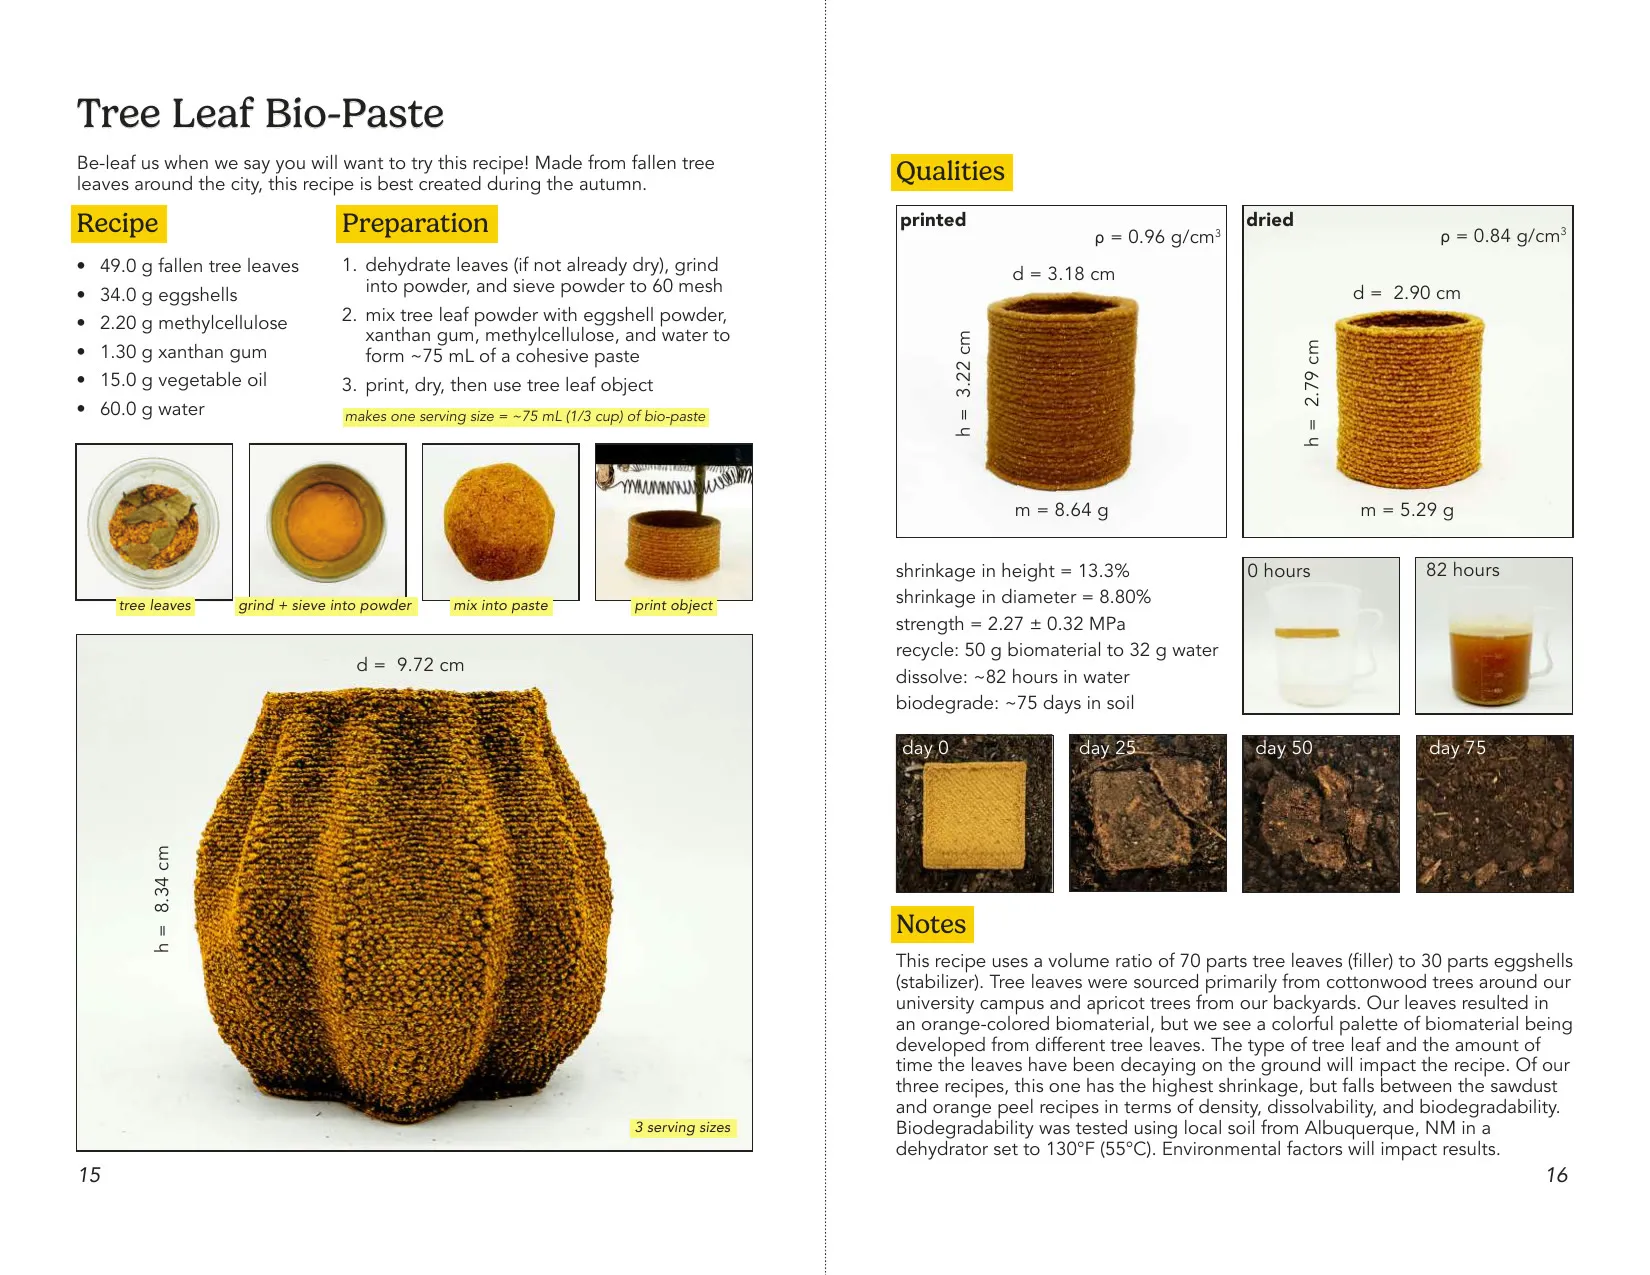 Tree Leaf Bio-Paste
Be-leaf us when we say you will want to try this recipe! Made from fallen tree
leaves around the city, this recipe is best created during the autumn.
Recipe
• 49.0 g fallen tree leaves
• 34.0 g eggshells
• 2.20 g methylcellulose
• 1.30 g xanthan gum
• 15.0 g vegetable oil
• 60.0 g water
Preparation
1. dehydrate leaves (if not already dry), grind
into powder, and sieve powder to 60 mesh
2. mix tree leaf powder with eggshell powder,
xanthan gum, methylcellulose, and water to
form ~75 mL of a cohesive paste
3. print, dry, then use tree leaf object
makes one serving size = ~75 mL (1/3 cup) of bio-paste
tree leaves
grind + sieve into powder
mix into paste
print object
d = 9.72 cm
h = 8.34 cm
3 serving sizes
15
Qualities
printed
ρ = 0.96 g/cm³
d = 3.18 cm
h = 3.22 cm
m = 8.64 g
dried
ρ = 0.84 g/cm³
d = 2.90 cm
h = 2.79 cm
m = 5.29 g
shrinkage in height = 13.3%
shrinkage in diameter = 8.80%
strength = 2.27 ± 0.32 MPa
recycle: 50 g biomaterial to 32 g water
dissolve: ~82 hours in water
biodegrade: ~75 days in soil
0 hours
82 hours
day 0
day 25
day 50
day 75
Notes
This recipe uses a volume ratio of 70 parts tree leaves (filler) to 30 parts eggshells
(stabilizer). Tree leaves were sourced primarily from cottonwood trees around our
university campus and apricot trees from our backyards. Our leaves resulted in
an orange-colored biomaterial, but we see a colorful palette of biomaterial being
developed from different tree leaves. The type of tree leaf and the amount of
time the leaves have been decaying on the ground will impact the recipe. Of our
three recipes, this one has the highest shrinkage, but falls between the sawdust
and orange peel recipes in terms of density, dissolvability, and biodegradability.
Biodegradability was tested using local soil from Albuquerque, NM in a
dehydrator set to 130°F (55°C). Environmental factors will impact results.
16